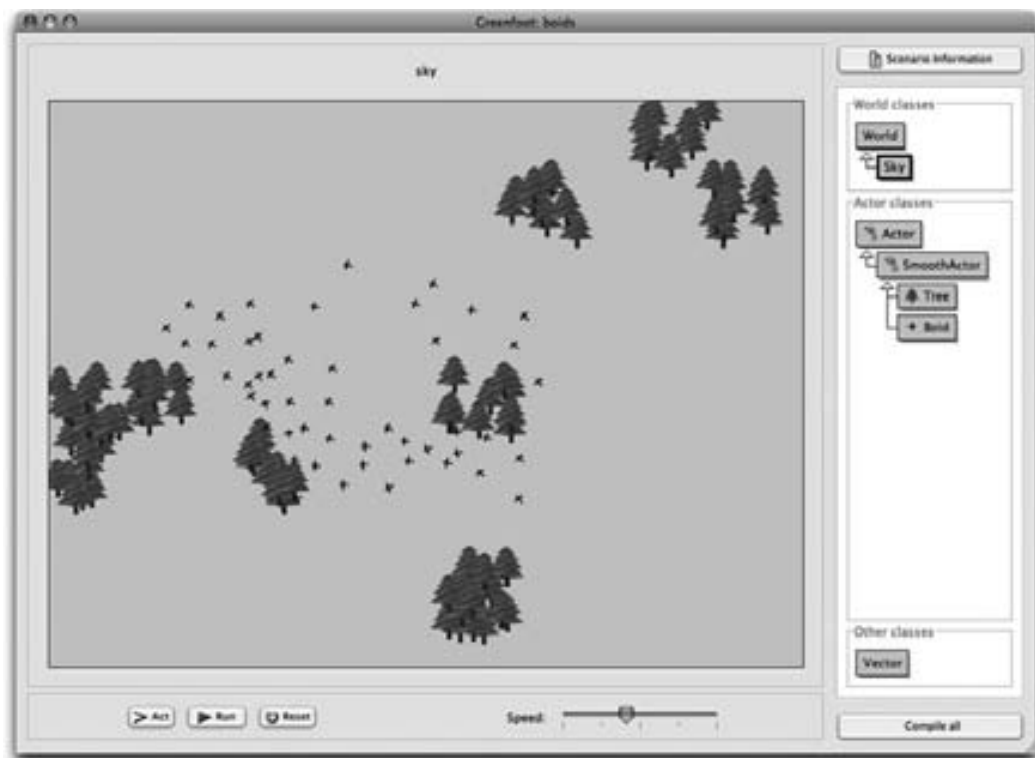 Greenfoot: boids
Scenario Information
sky
World classes
World
Sky
Actor classes
Actor
SmoothActor
Tree
Boid
Other classes
Vector
Act
Run
Reset
Speed:
Compile all